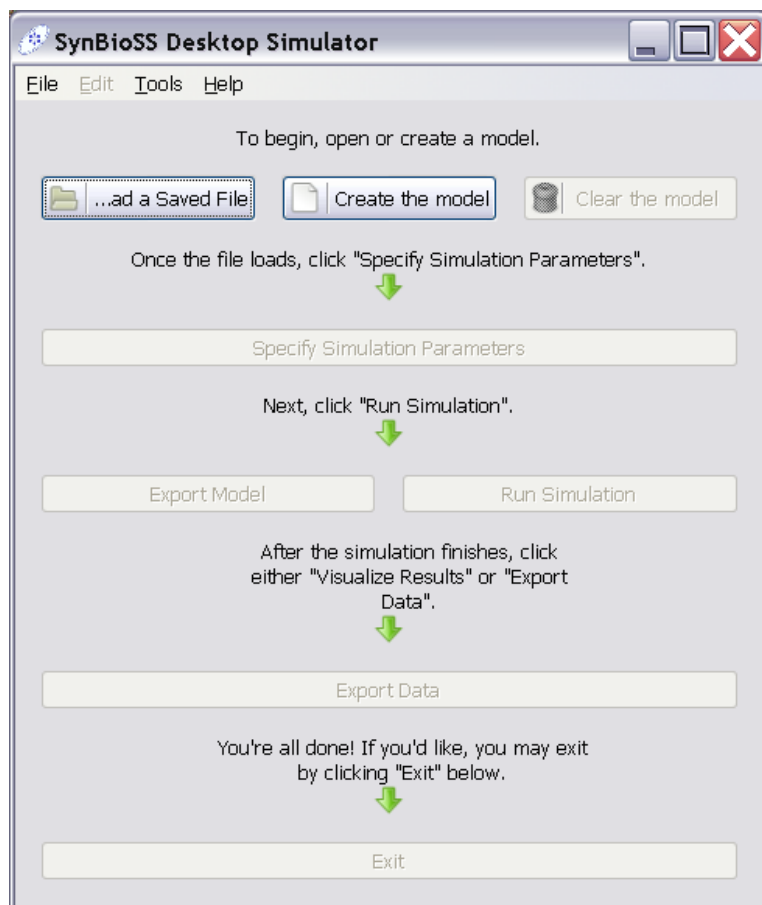 SynBioSS Desktop Simulator
File Edit Tools Help
To begin, open or create a model.
...ad a Saved File Create the model Clear the model
Once the file loads, click "Specify Simulation Parameters".
Specify Simulation Parameters
Next, click "Run Simulation".
Export Model Run Simulation
After the simulation finishes, click
either "Visualize Results" or "Export
Data".
Export Data
You're all done! If you'd like, you may exit
by clicking "Exit" below.
Exit